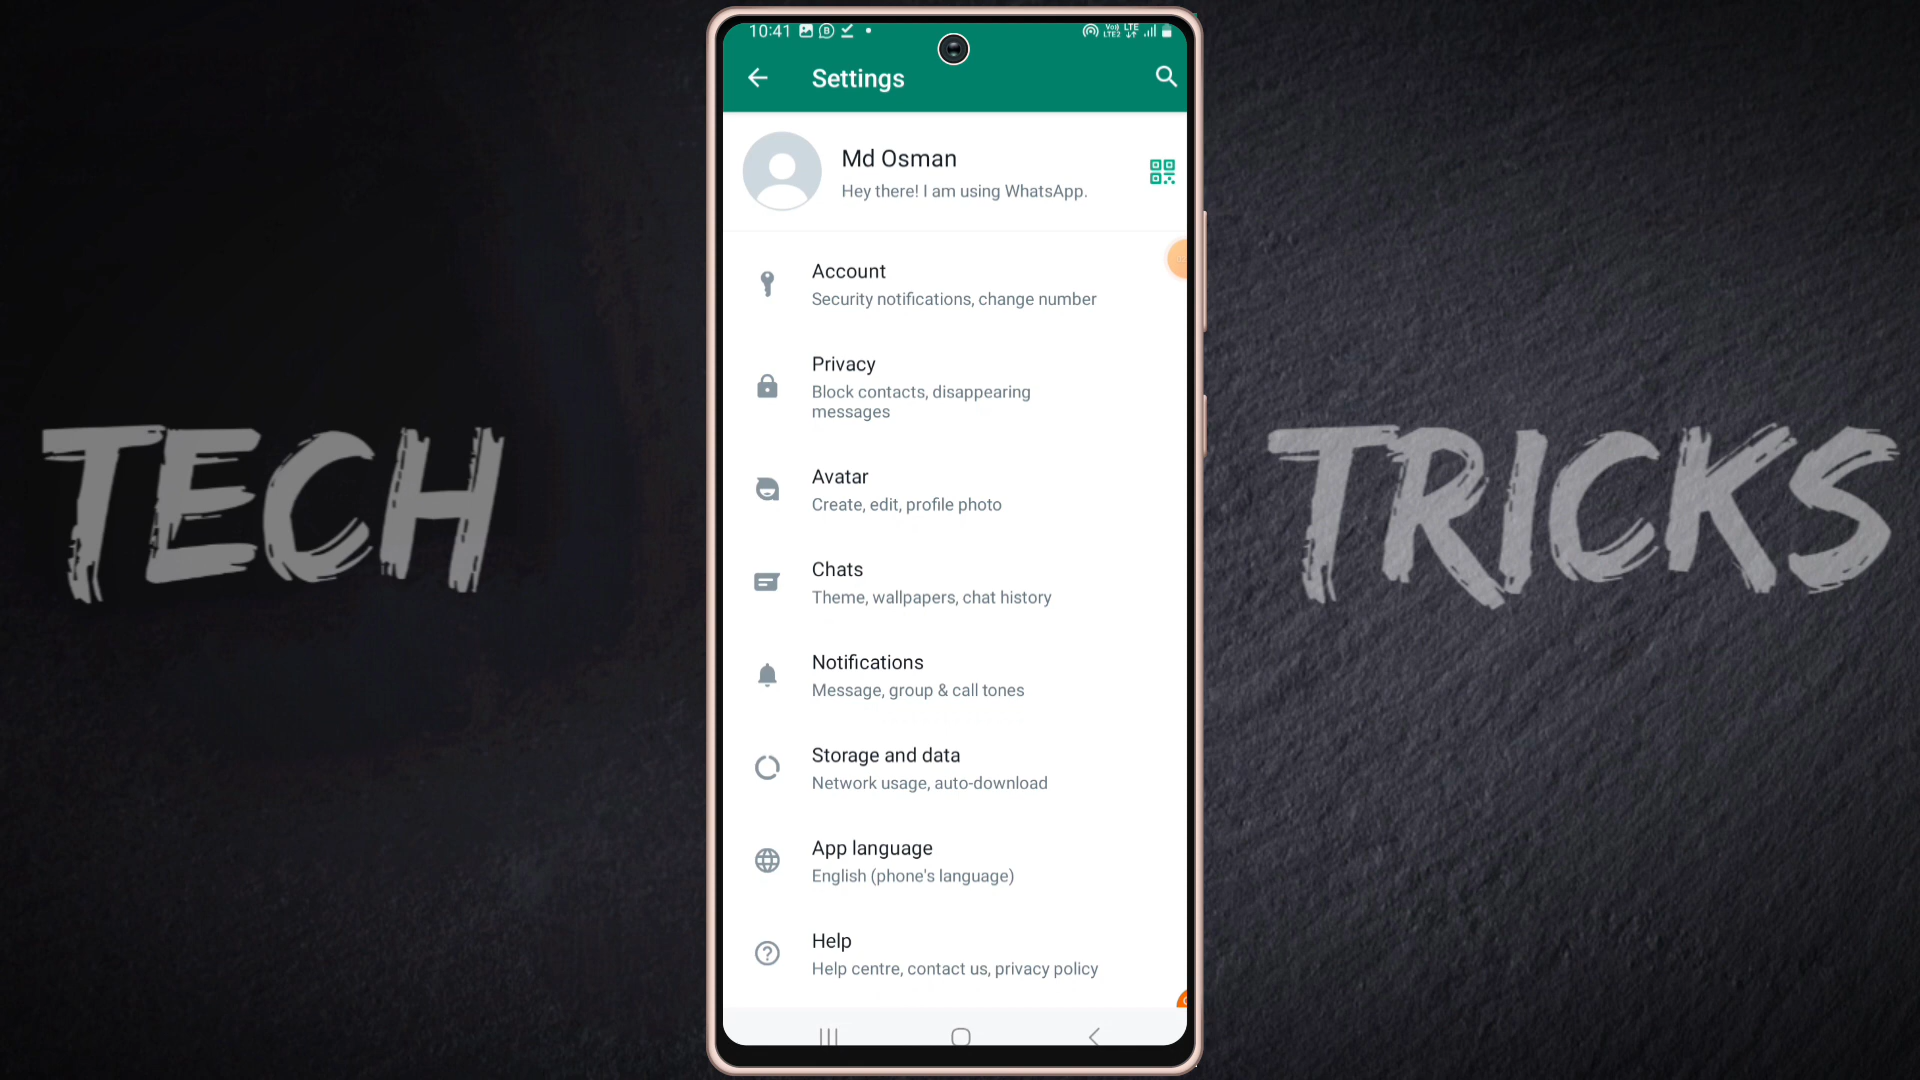 10:41
Settings
Md Osman
Hey there! I am using WhatsApp.
Account
Security notifications, change number
Privacy
Block contacts, disappearing
messages
Avatar
Create, edit, profile photo
Chats
Theme, wallpapers, chat history
Notifications
Message, group & call tones
Storage and data
Network usage, auto-download
App language
English (phone's language)
Help
Help centre, contact us, privacy policy
TECH
TRICKS